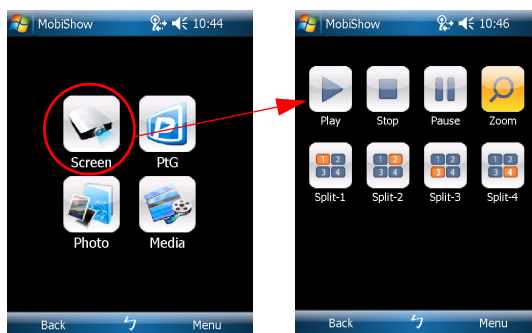 MobiShow 10:44
Screen PtG
Photo Media
Back ㄅ Menu
MobiShow 10:46
Play Stop Pause Zoom
1 2 1 2 1 2 1 2
3 4 3 4 3 4 3 4
Split-1 Split-2 Split-3 Split-4
Back ㄅ Menu